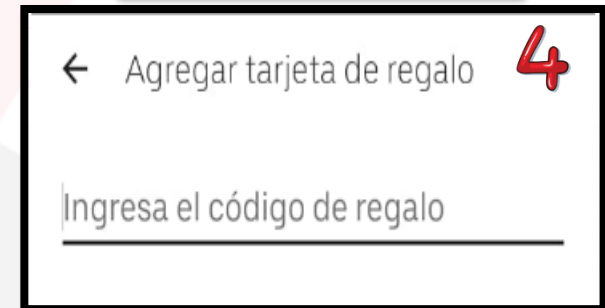 ← Agregar tarjeta de regalo 4
Ingresa el código de regalo